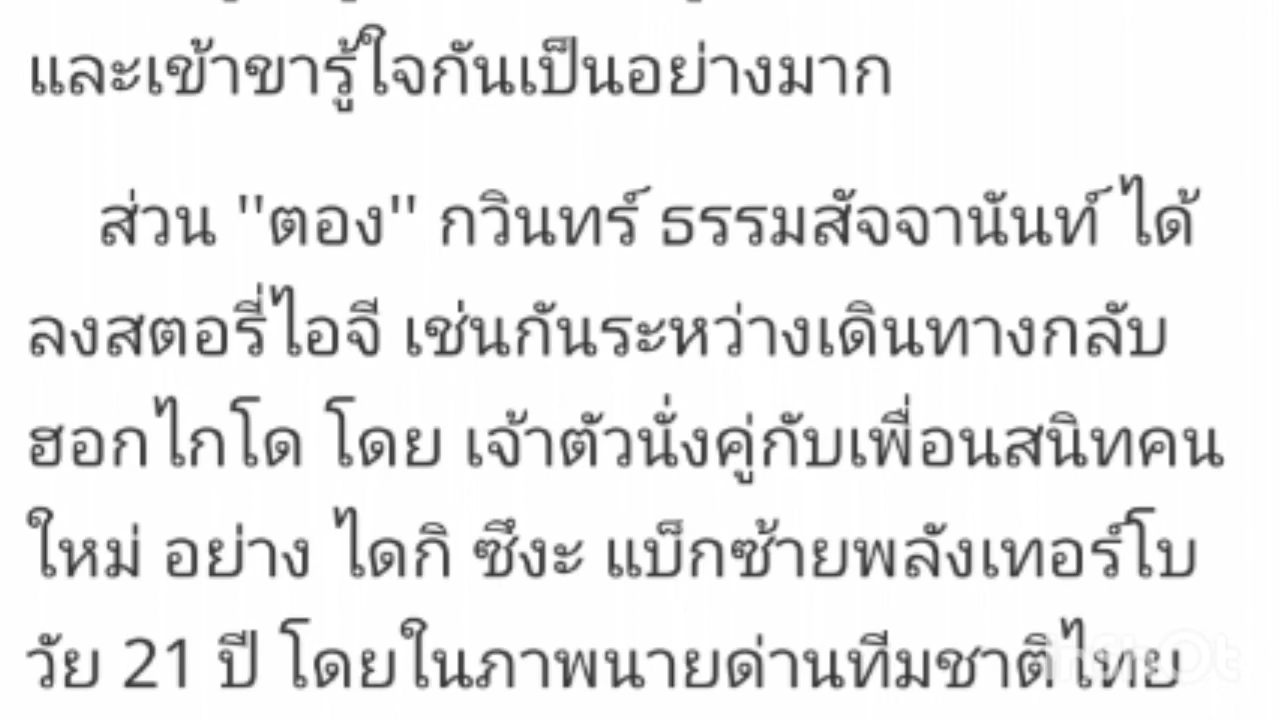 และเข้าขารู้ใจกันเป็นอย่างมาก
ส่วน "ตอง" กวินทร์ ธรรมสัจจานันท์ ได้
ลงสตอรี่ไอจี เช่นกันระหว่างเดินทางกลับ
ฮอกไกโด โดย เจ้าตัวนั่งคู่กับเพื่อนสนิทคน
ใหม่ อย่าง ไดกิ ซึงะ แบ็กซ้ายพลังเทอร์โบ
วัย 21 ปี โดยในภาพนายด่านทีมชาติไทย